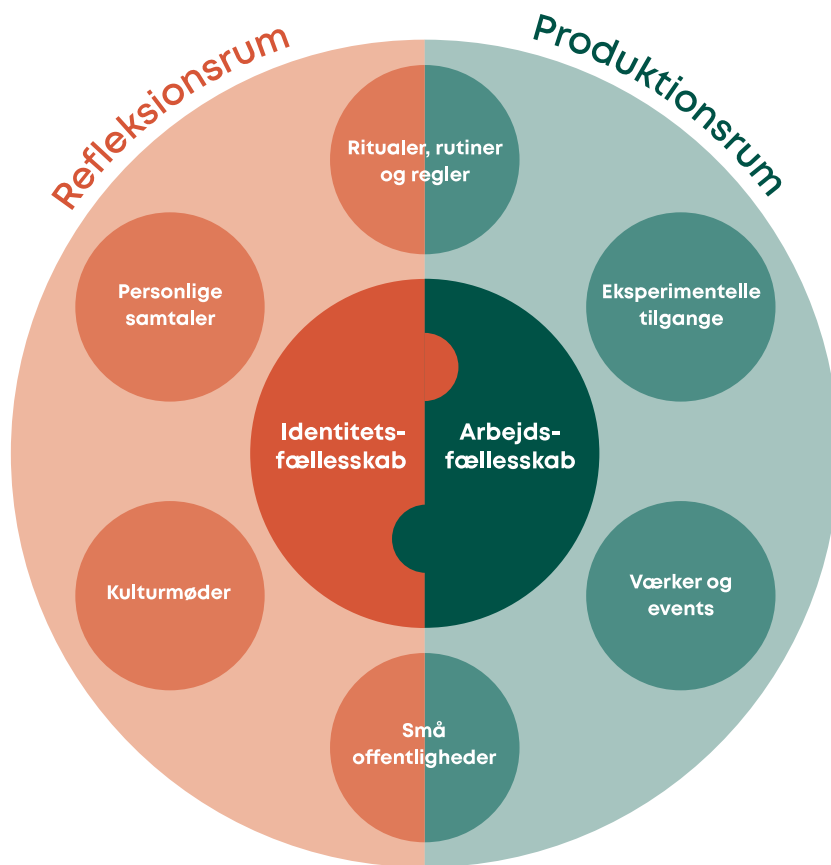 Refleksionsrum
Produktionsrum
Ritualer, rutiner
og regler
Personlige
samtaler
Eksperimentelle
tilgange
Identitets-
fællesskab
Arbejds-
fællesskab
Kulturmøder
Værker og
events
Små
offentligheder